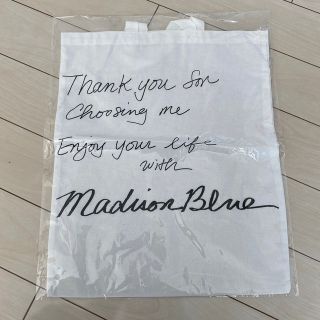 Thank you for
Choosing me
Enjoy your life
with
Madison Blue